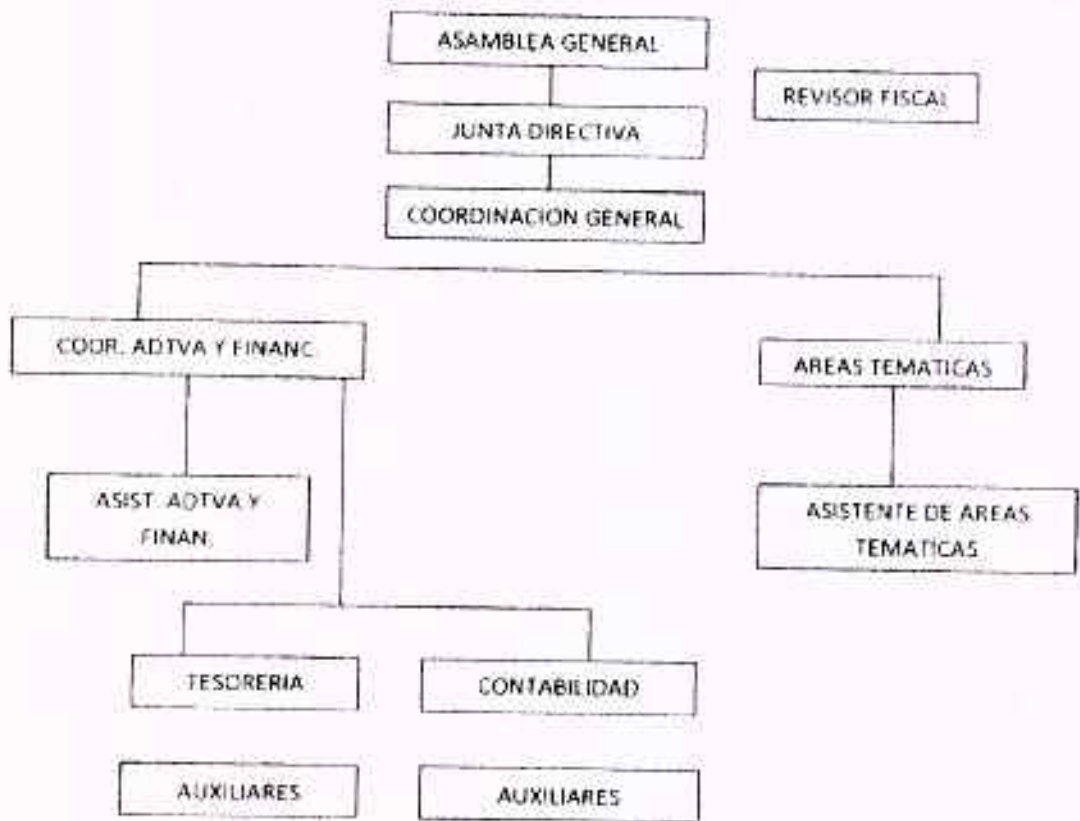 ASAMBLEA GENERAL
REVISOR FISCAL
JUNTA DIRECTIVA
COORDINACION GENERAL
COOR. ADTVA Y FINANC
AREAS TEMATICAS
ASIST. ADTVA Y
FINAN.
ASISTENTE DE AREAS
TEMATICAS
TESORERIA
CONTABILIDAD
AUXILIARES
AUXILIARES